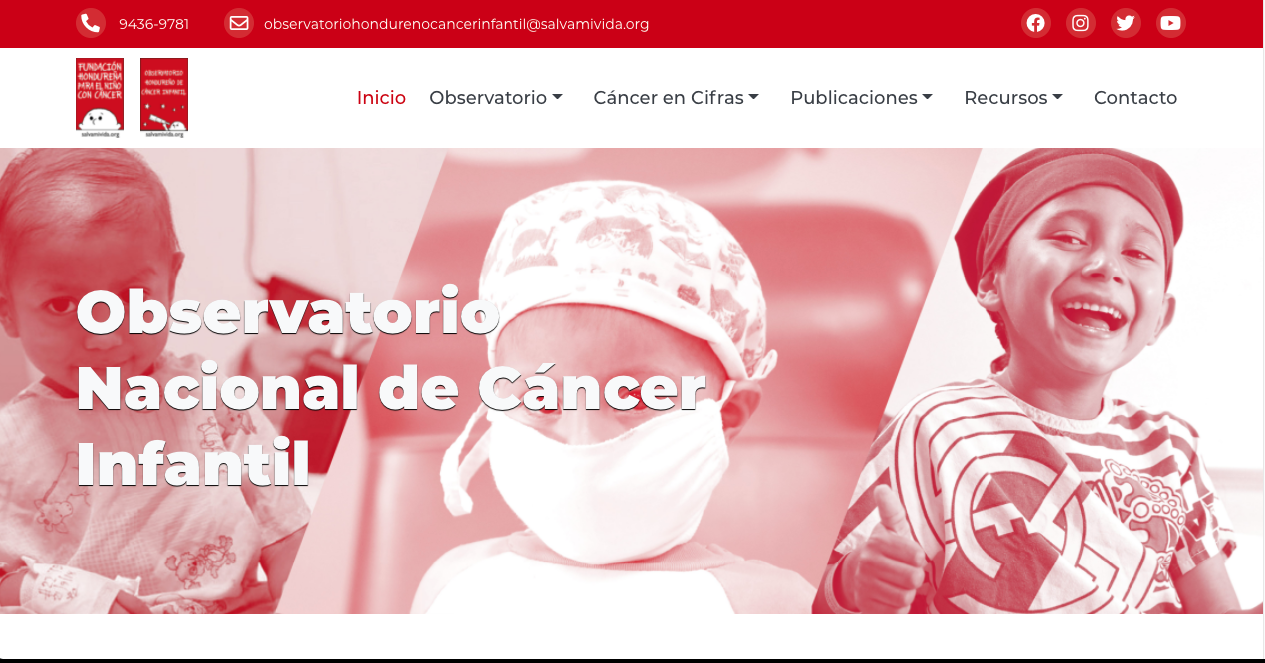 9436-9781
observatoriohondurenocancerinfantil@salvamivida.org
FUNDACIÓN
HONDUREÑA
PARA EL NIÑO
CON CÁNCER
salvamivida.org
OBSERVATORIO
HONDUREÑO DE
CÁNCER INFANTIL
salvamivida.org
Inicio
Observatorio
Cáncer en Cifras
Publicaciones
Recursos
Contacto
Observatorio
Nacional de Cáncer
Infantil